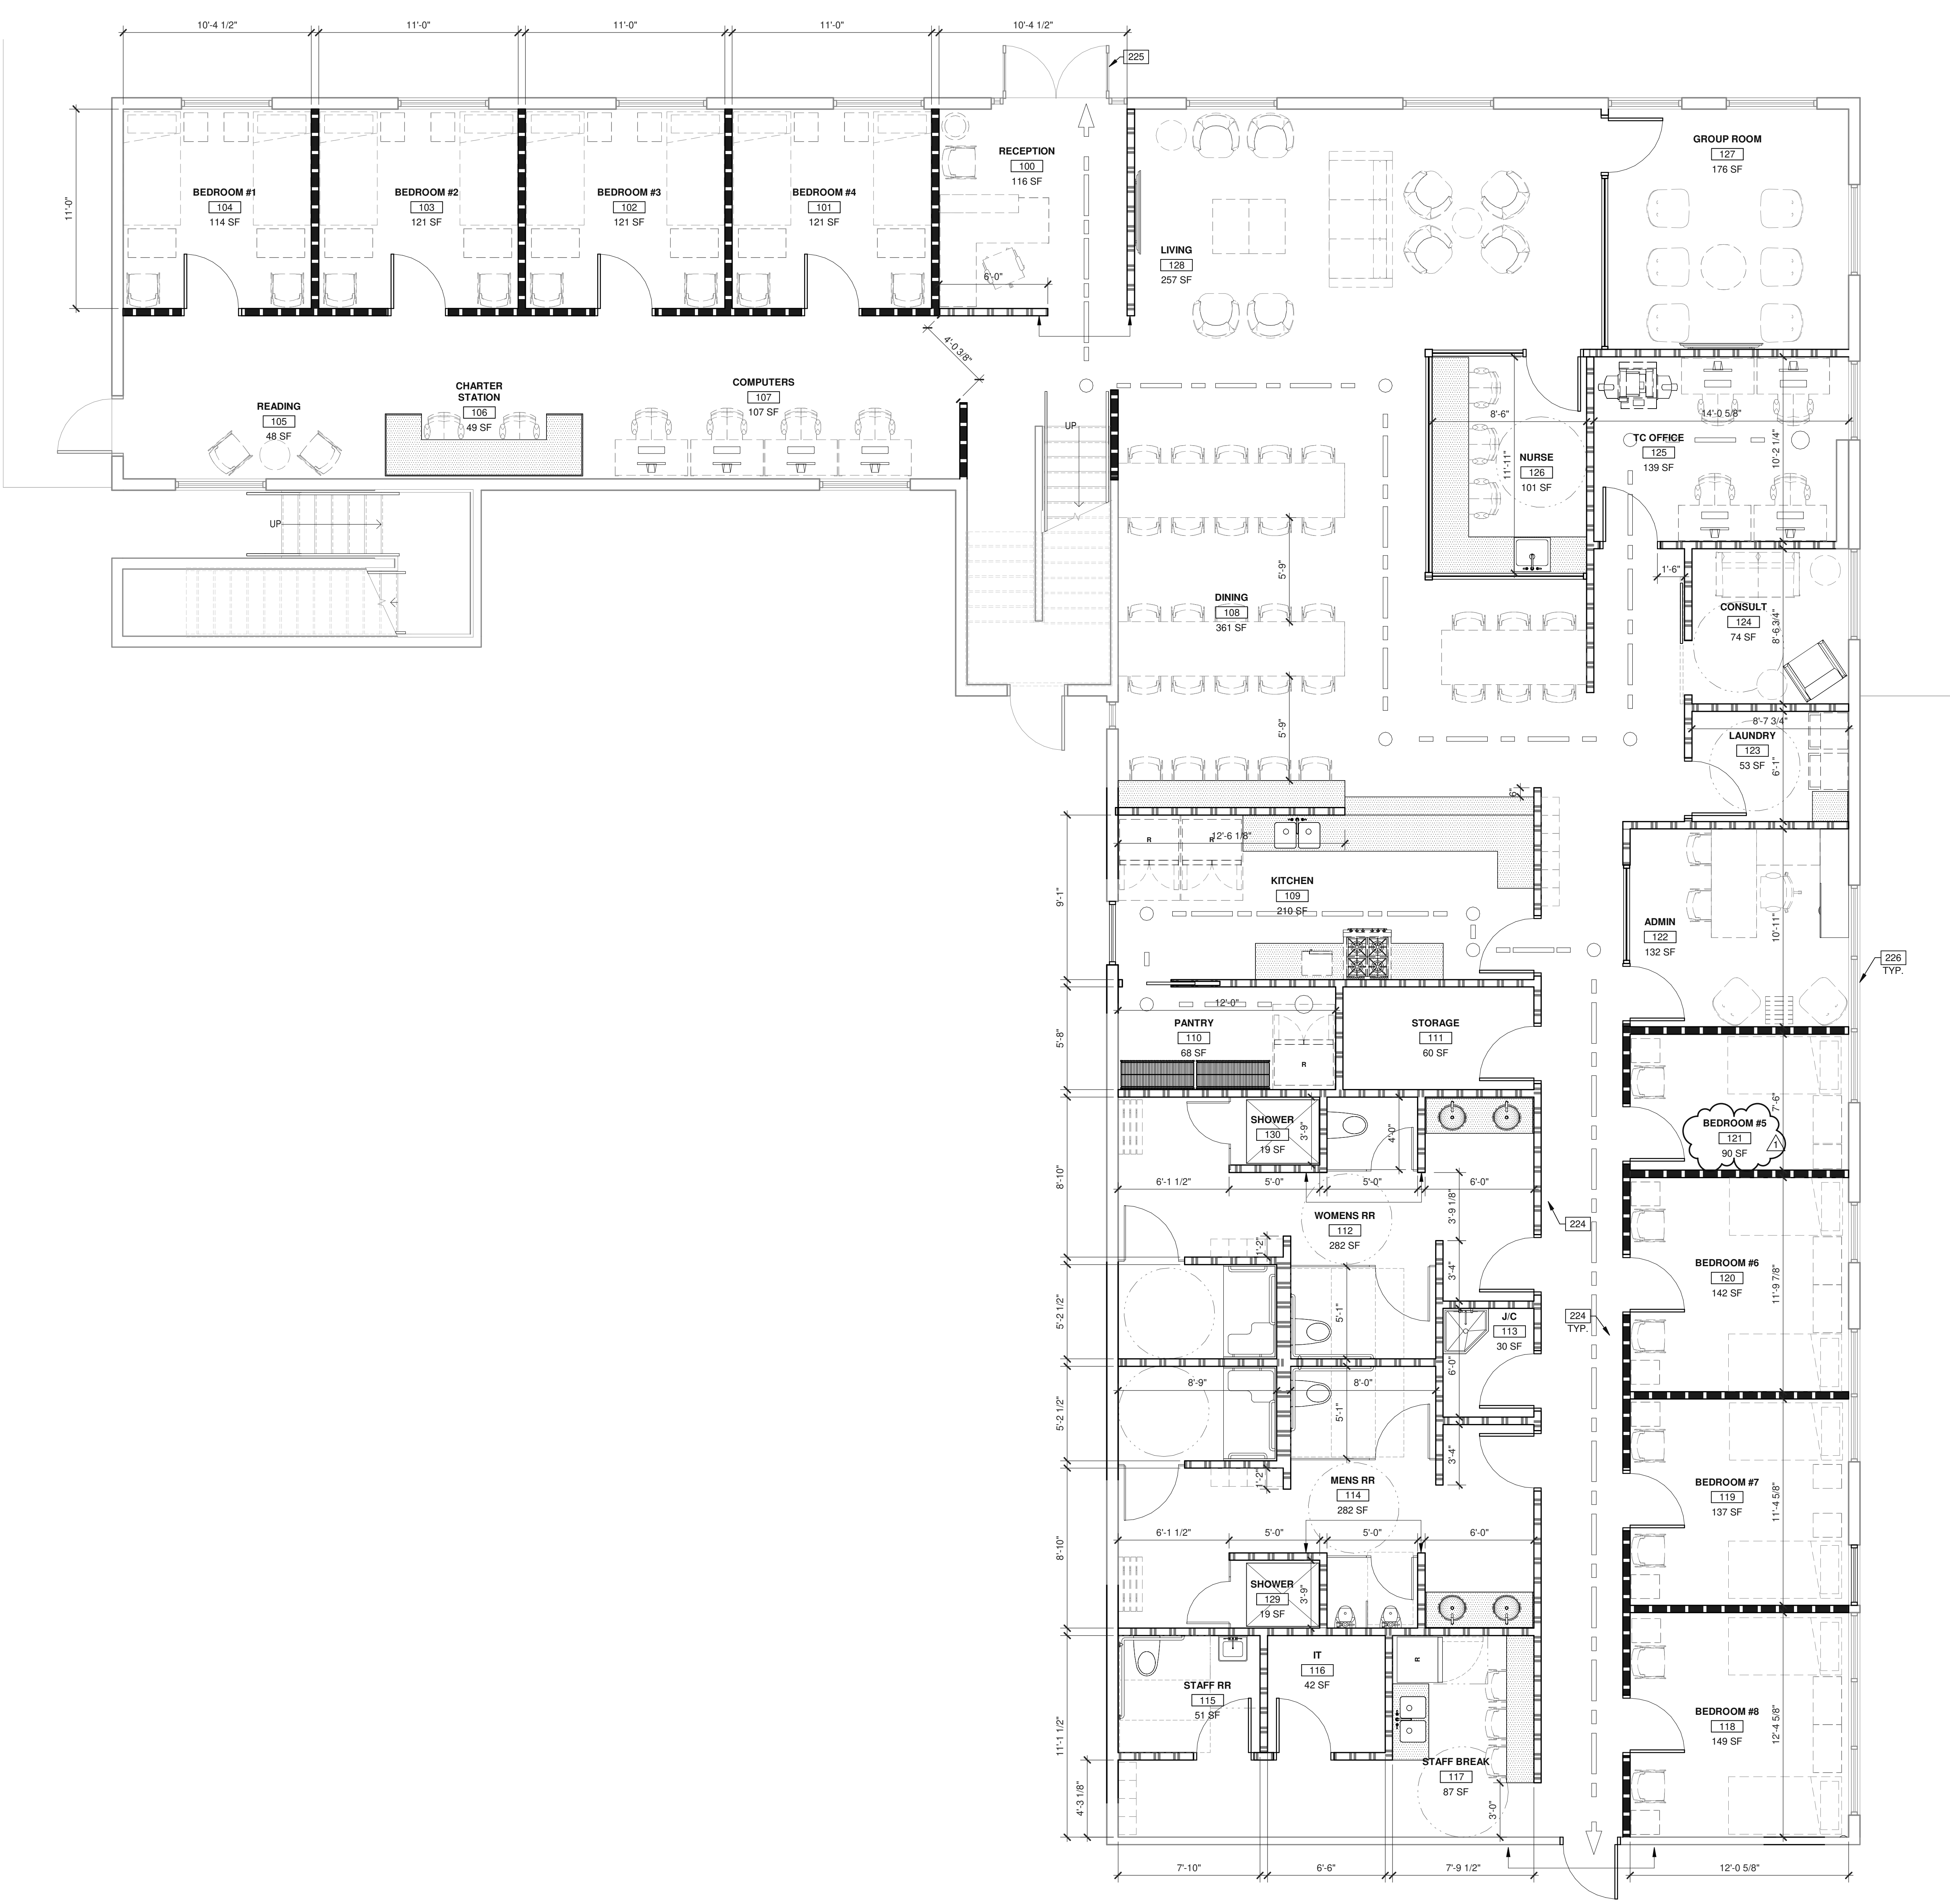 10'-4 1/2"
11'-0"
11'-0"
11'-0"
10'-4 1/2"
225
11'-0"
BEDROOM #1
104
114 SF
BEDROOM #2
103
121 SF
BEDROOM #3
102
121 SF
BEDROOM #4
101
121 SF
RECEPTION
100
116 SF
6'-0"
LIVING
128
257 SF
GROUP ROOM
127
176 SF
4'-0 3/8"
READING
105
48 SF
CHARTER
STATION
106
49 SF
COMPUTERS
107
107 SF
UP
UP
8'-6"
11'-11"
NURSE
126
101 SF
14'-0 5/8"
TC OFFICE
125
139 SF
10'-2 1/4"
1'-6"
CONSULT
124
74 SF
8'-6 3/4"
DINING
108
361 SF
5'-9"
5'-9"
8'-7 3/4"
LAUNDRY
123
53 SF
6'-1"
6"
R
R
12'-6 1/8"
KITCHEN
109
210 SF
9'-1"
ADMIN
122
132 SF
10'-11"
226
TYP.
12'-0"
PANTRY
110
68 SF
R
5'-8"
STORAGE
111
60 SF
SHOWER
130
19 SF
3'-9"
4'-0"
8'-10"
6'-1 1/2"
5'-0"
5'-0"
6'-0"
BEDROOM #5
121
90 SF
7'-6"
1
WOMENS RR
112
282 SF
3'-9 1/8"
224
1'-2"
3'-4"
BEDROOM #6
120
142 SF
11'-9 7/8"
5'-2 1/2"
5'-1"
J/C
113
30 SF
6'-0"
224
TYP.
8'-9"
8'-0"
5'-2 1/2"
5'-1"
3'-4"
1'-2"
MENS RR
114
282 SF
BEDROOM #7
119
137 SF
11'-4 5/8"
8'-10"
6'-1 1/2"
5'-0"
5'-0"
6'-0"
SHOWER
129
19 SF
3'-9"
STAFF RR
115
51 SF
IT
116
42 SF
R
STAFF BREAK
117
87 SF
3'-0"
BEDROOM #8
118
149 SF
12'-4 5/8"
11'-1 1/2"
4'-3 1/8"
7'-10"
6'-6"
7'-9 1/2"
12'-0 5/8"